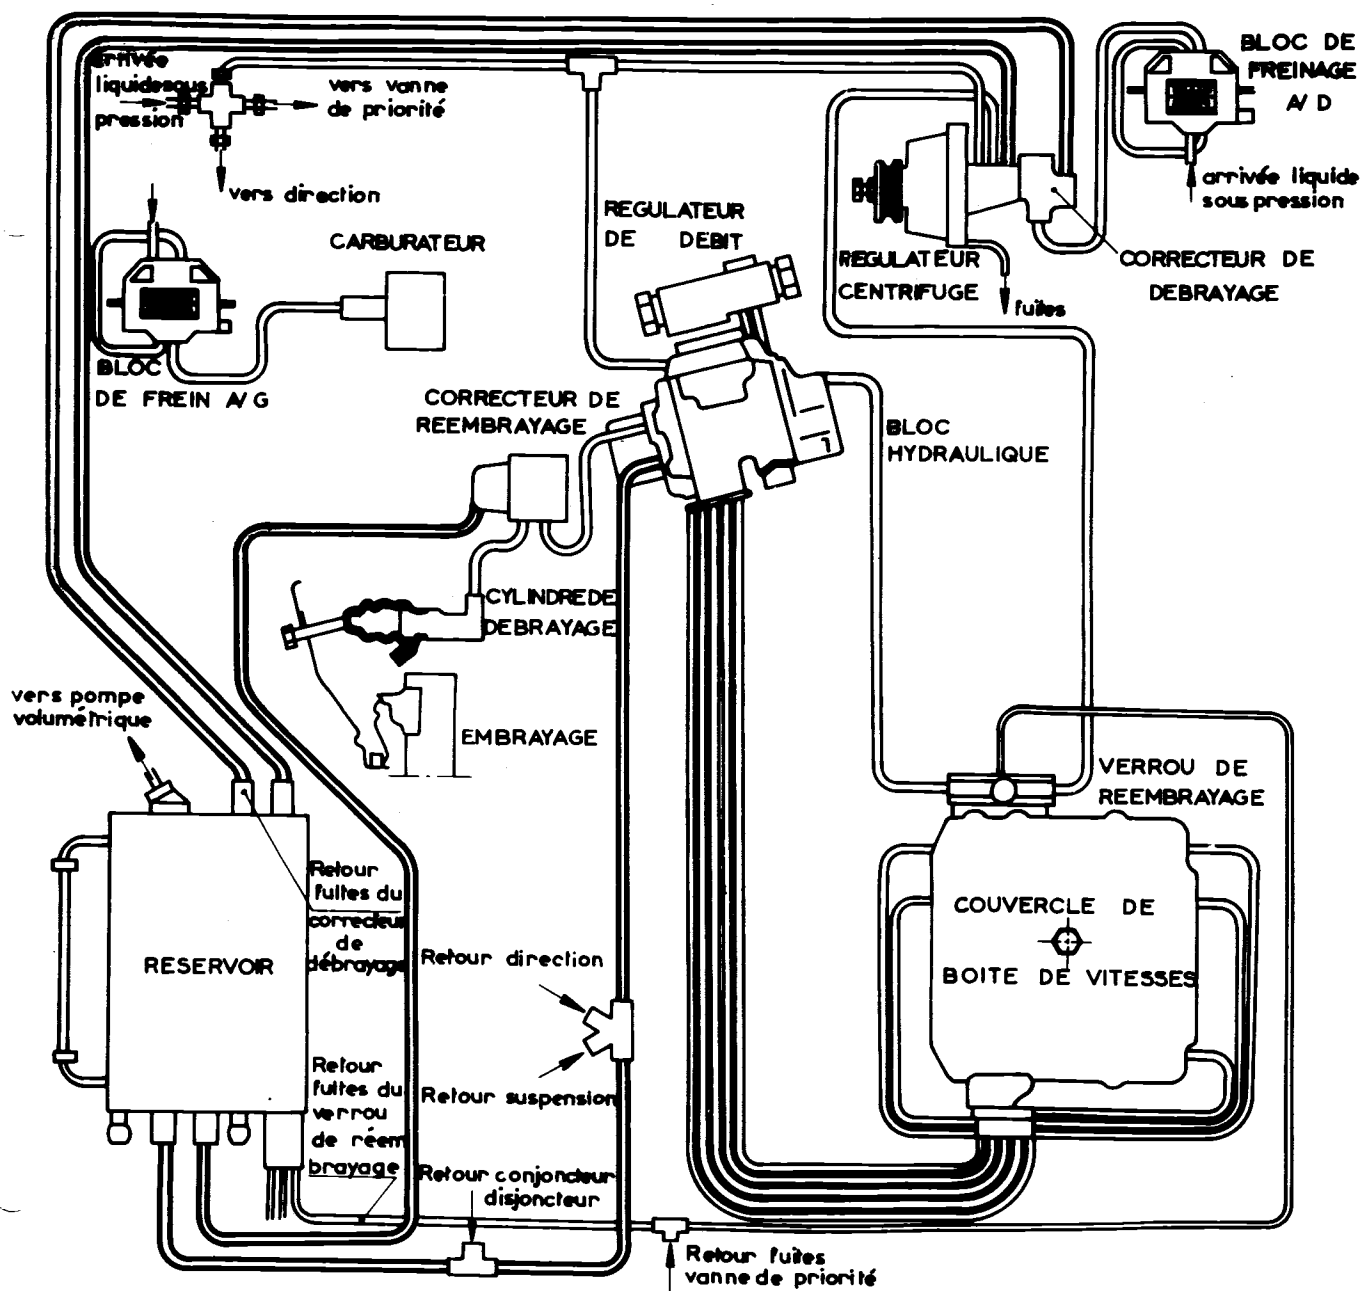 arrivée
liquide sous
pression
vers vanne
de priorité
vers direction
BLOC DE
FREINAGE
A/ D
arrivée liquide
sous pression
REGULATEUR
DE DEBIT
CARBURATEUR
REGULATEUR
CENTRIFUGE
fuites
CORRECTEUR DE
DEBRAYAGE
BLOC
DE FREIN A/G
CORRECTEUR DE
REEMBRAYAGE
BLOC
HYDRAULIQUE
CYLINDRE DE
DEBRAYAGE
vers pompe
volumétrique
EMBRAYAGE
VERROU DE
REEMBRAYAGE
Retour
fuites du
correcteur
de
débrayage
RESERVOIR
Retour direction
COUVERCLE DE
BOITE DE VITESSES
Retour
fuites du
verrou
de réem
brayage
Retour suspension
Retour conjoncteur
disjoncteur
Retour fuites
vanne de priorité